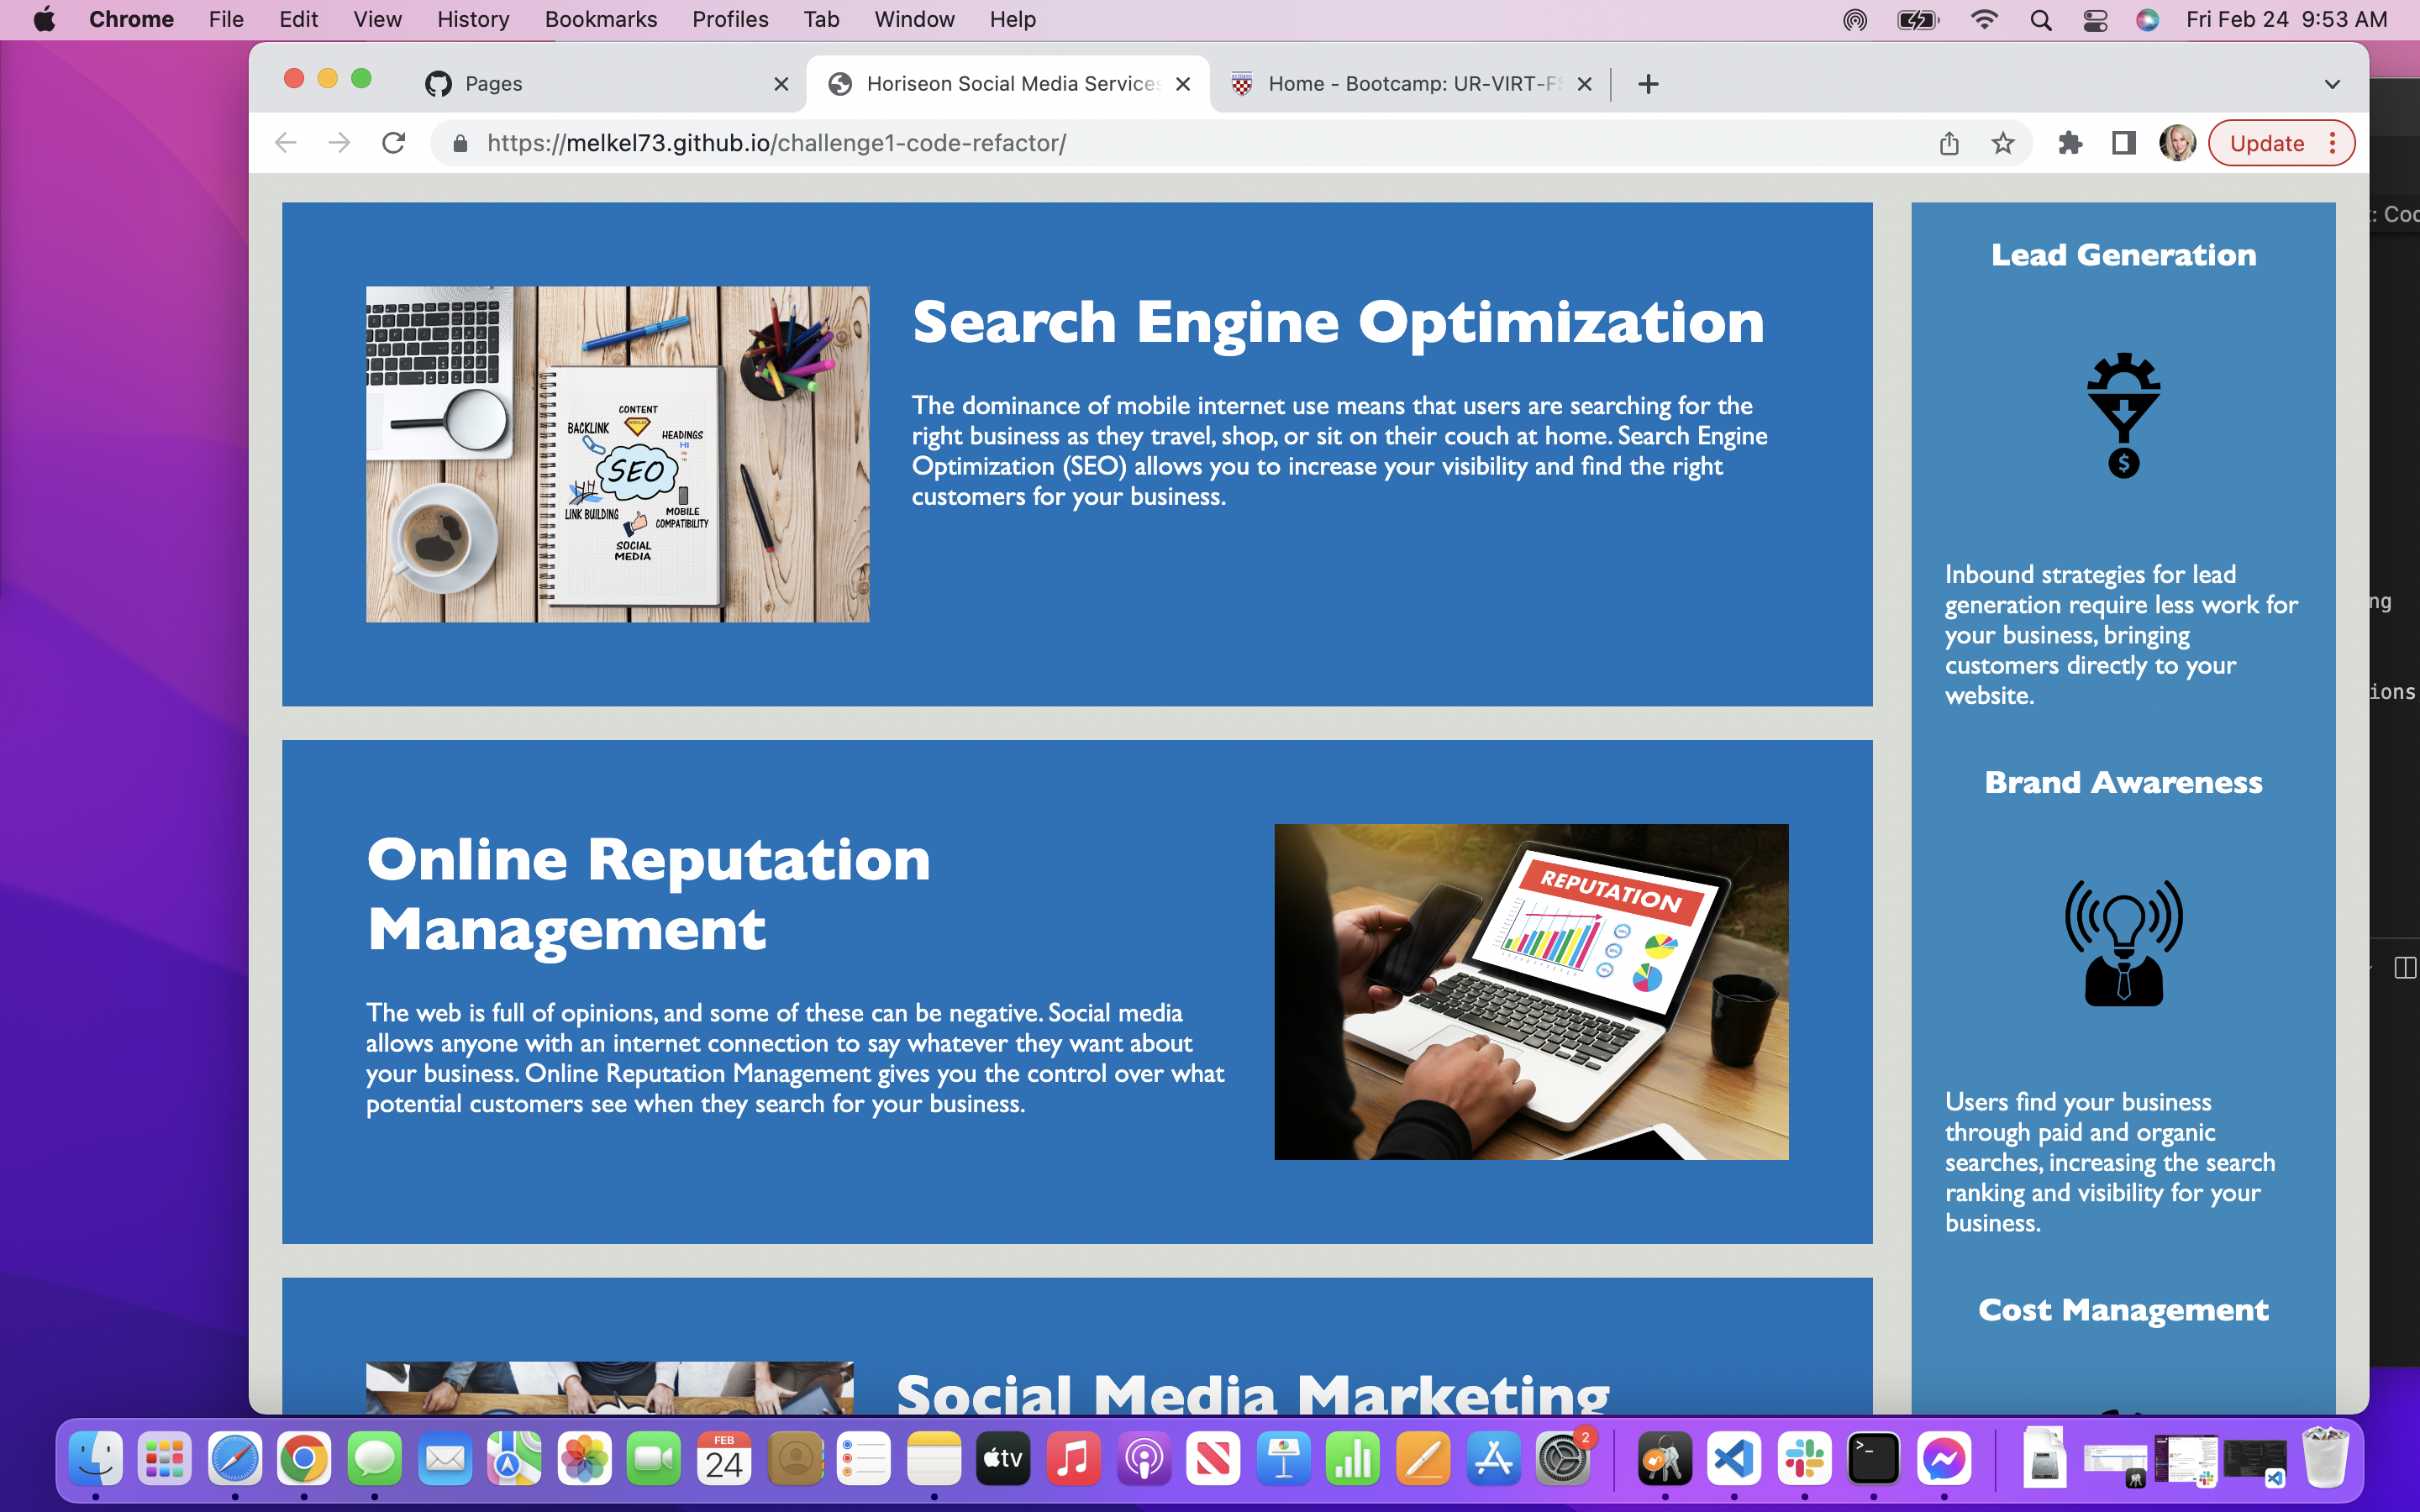 Chrome File Edit View History Bookmarks Profiles Tab Window Help Fri Feb 24 9:53 AM
Pages Horiseon Social Media Services Home - Bootcamp: UR-VIRT-FS
https://melkel73.github.io/challenge1-code-refactor/ Update
Search Engine Optimization
The dominance of mobile internet use means that users are searching for the
right business as they travel, shop, or sit on their couch at home. Search Engine
Optimization (SEO) allows you to increase your visibility and find the right
customers for your business.
CONTENT
BACKLINK
HEADINGS
H1
SEO
LINK BUILDING
MOBILE
COMPATIBILITY
SOCIAL
MEDIA
Online Reputation
Management
The web is full of opinions, and some of these can be negative. Social media
allows anyone with an internet connection to say whatever they want about
your business. Online Reputation Management gives you the control over what
potential customers see when they search for your business.
REPUTATION
Social Media Marketing
Lead Generation
$
Inbound strategies for lead
generation require less work for
your business, bringing
customers directly to your
website.
Brand Awareness
Users find your business
through paid and organic
searches, increasing the search
ranking and visibility for your
business.
Cost Management
: Cod
ng
ions
FEB
24
tv
2